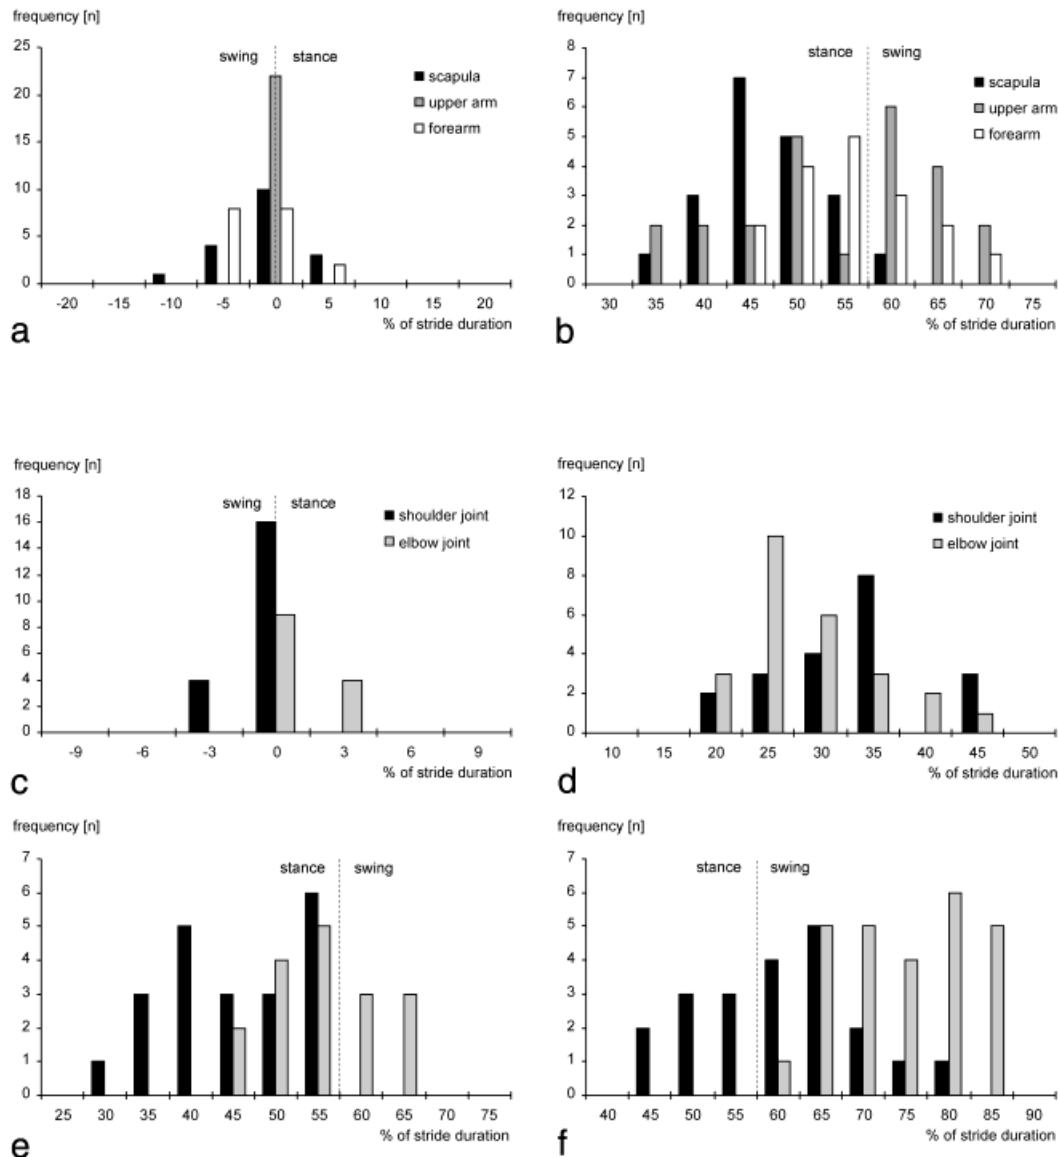 frequency [n]
25
20
15
10
5
0
swing stance
scapula
upper arm
forearm
-20 -15 -10 -5 0 5 10 15 20
% of stride duration
a
frequency [n]
8
7
6
5
4
3
2
1
0
stance swing
scapula
upper arm
forearm
30 35 40 45 50 55 60 65 70 75
% of stride duration
b
frequency [n]
18
16
14
12
10
8
6
4
2
0
swing stance
shoulder joint
elbow joint
-9 -6 -3 0 3 6 9
% of stride duration
c
frequency [n]
12
10
8
6
4
2
0
shoulder joint
elbow joint
10 15 20 25 30 35 40 45 50
% of stride duration
d
frequency [n]
7
6
5
4
3
2
1
0
stance swing
25 30 35 40 45 50 55 60 65 70 75
% of stride duration
e
frequency [n]
7
6
5
4
3
2
1
0
stance swing
40 45 50 55 60 65 70 75 80 85 90
% of stride duration
f